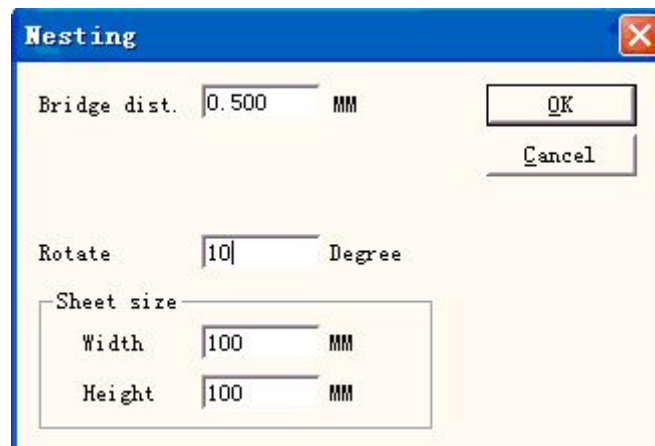 Nesting
Bridge dist. 0.500 MM
OK
Cancel
Rotate 10 Degree
Sheet size
Width 100 MM
Height 100 MM